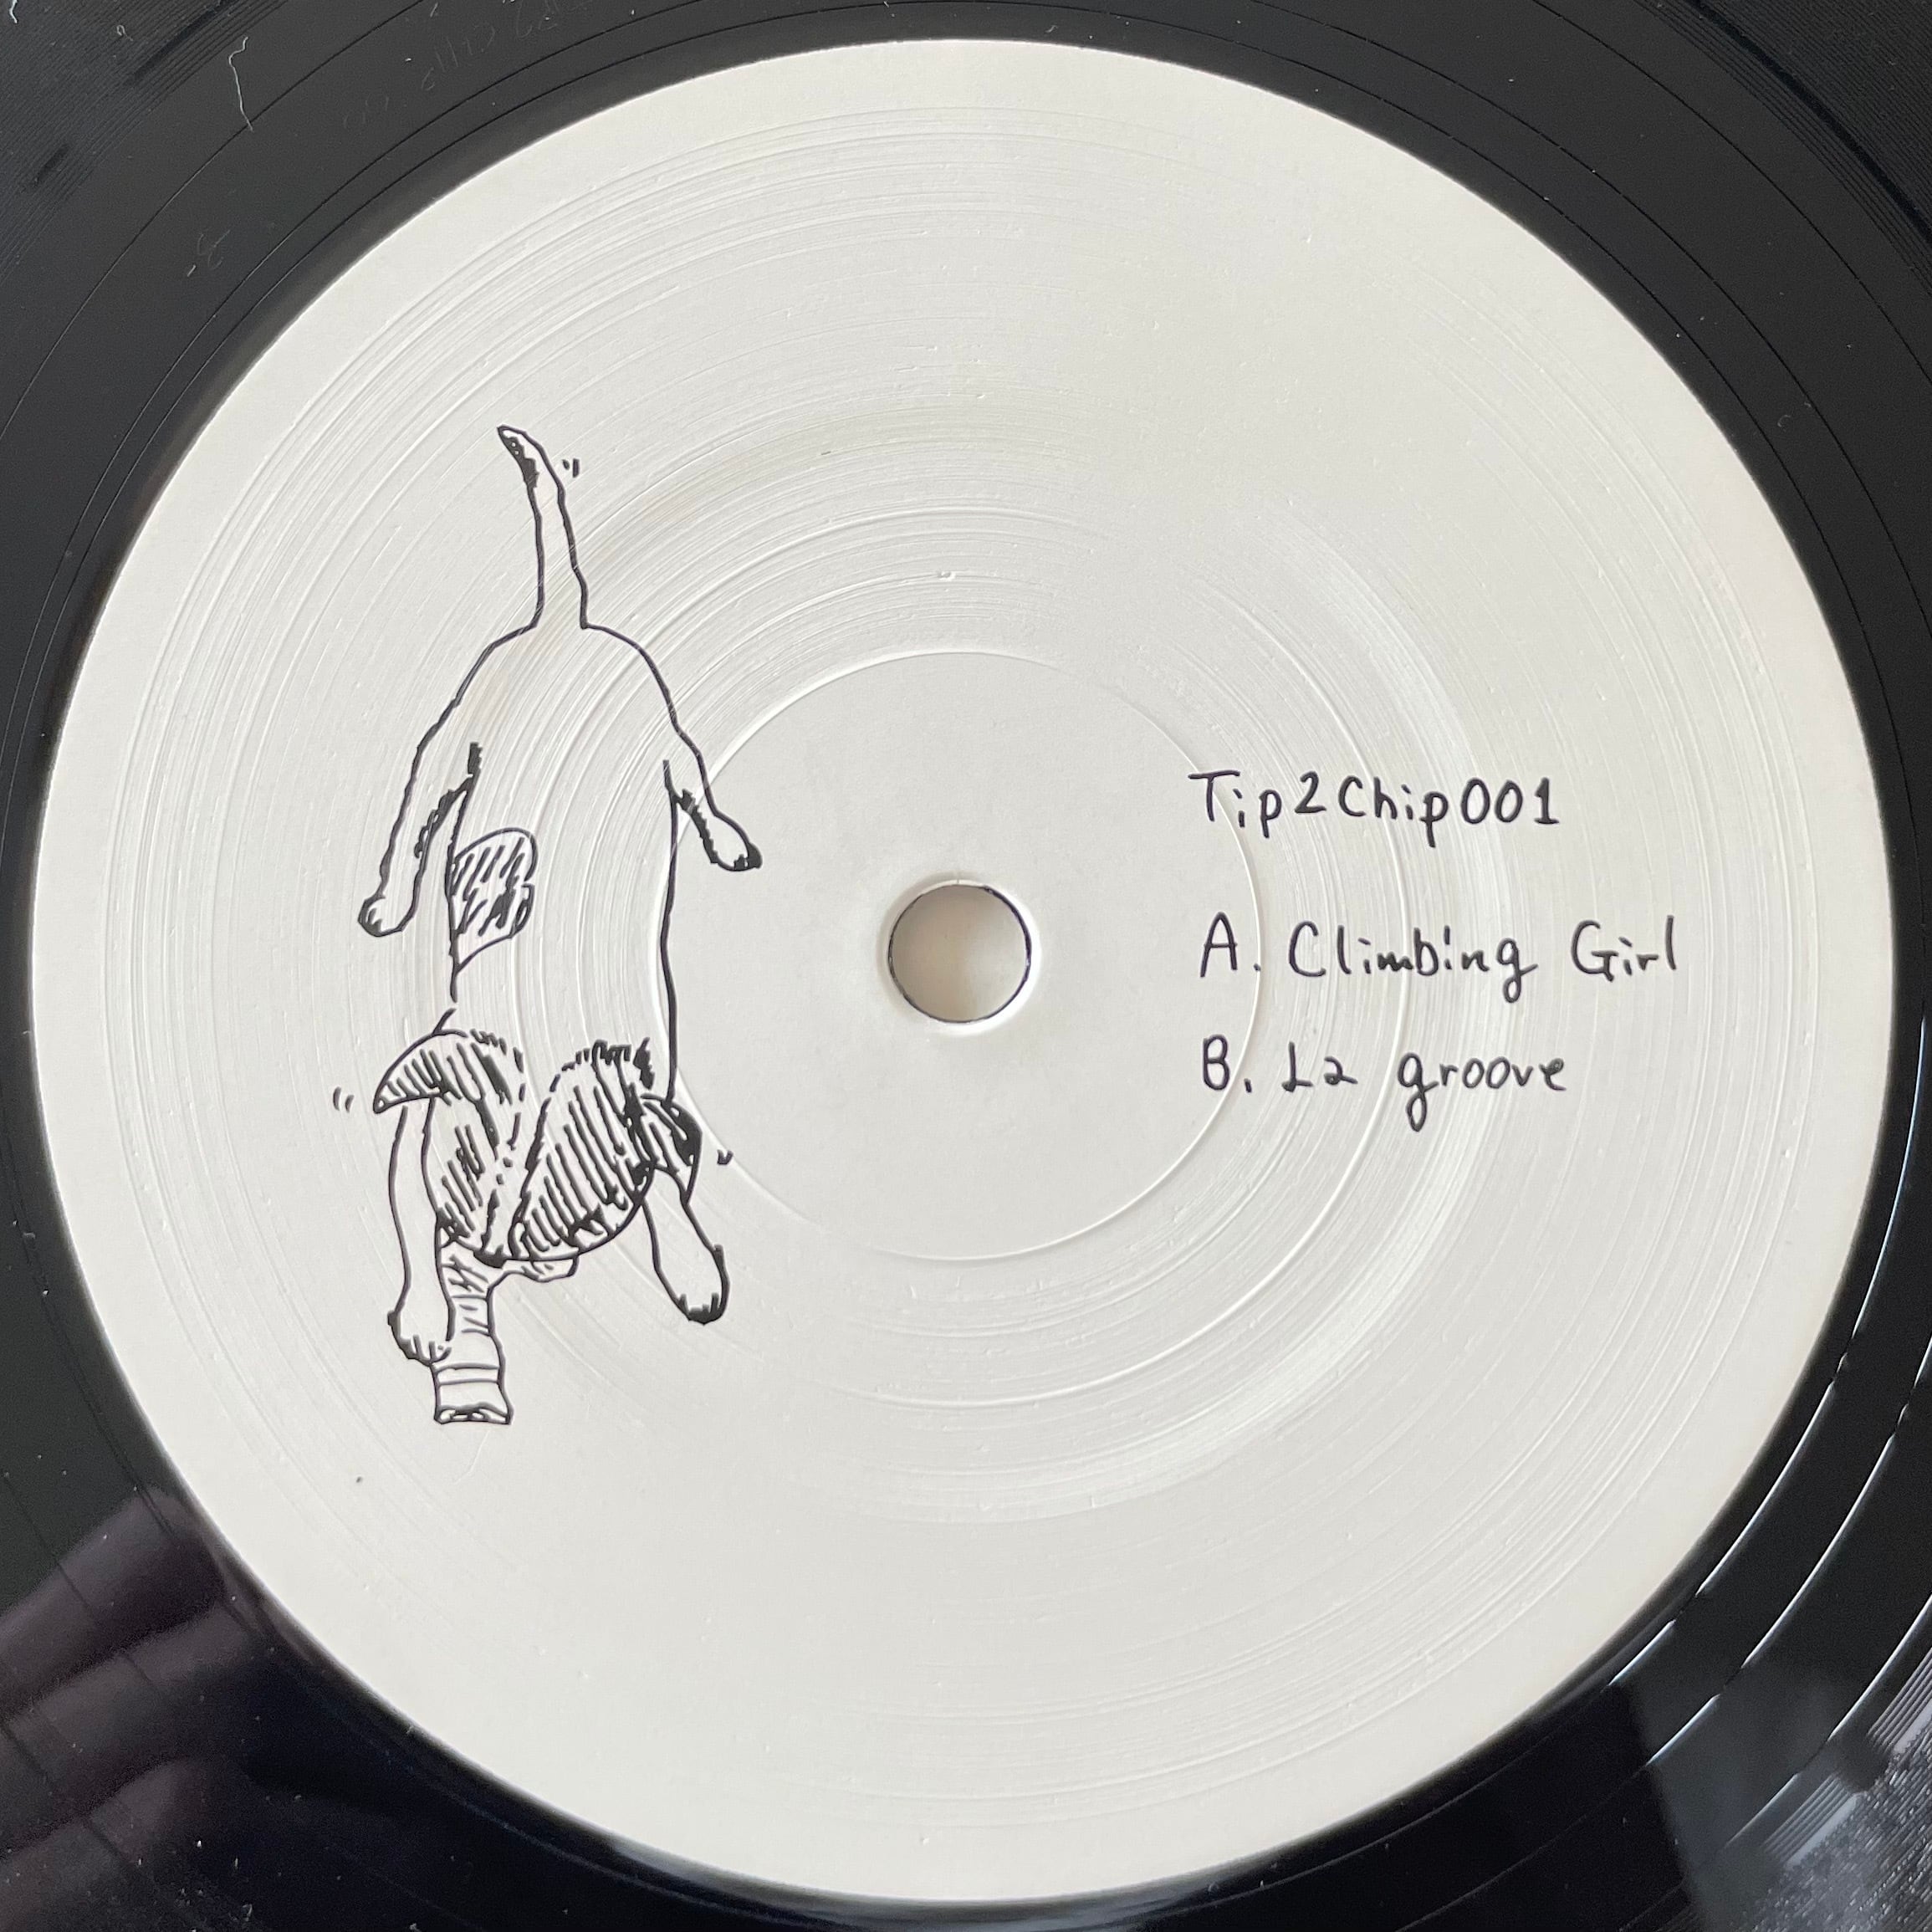 Tip2Chip001
A. Climbing Girl
B. L2 groove